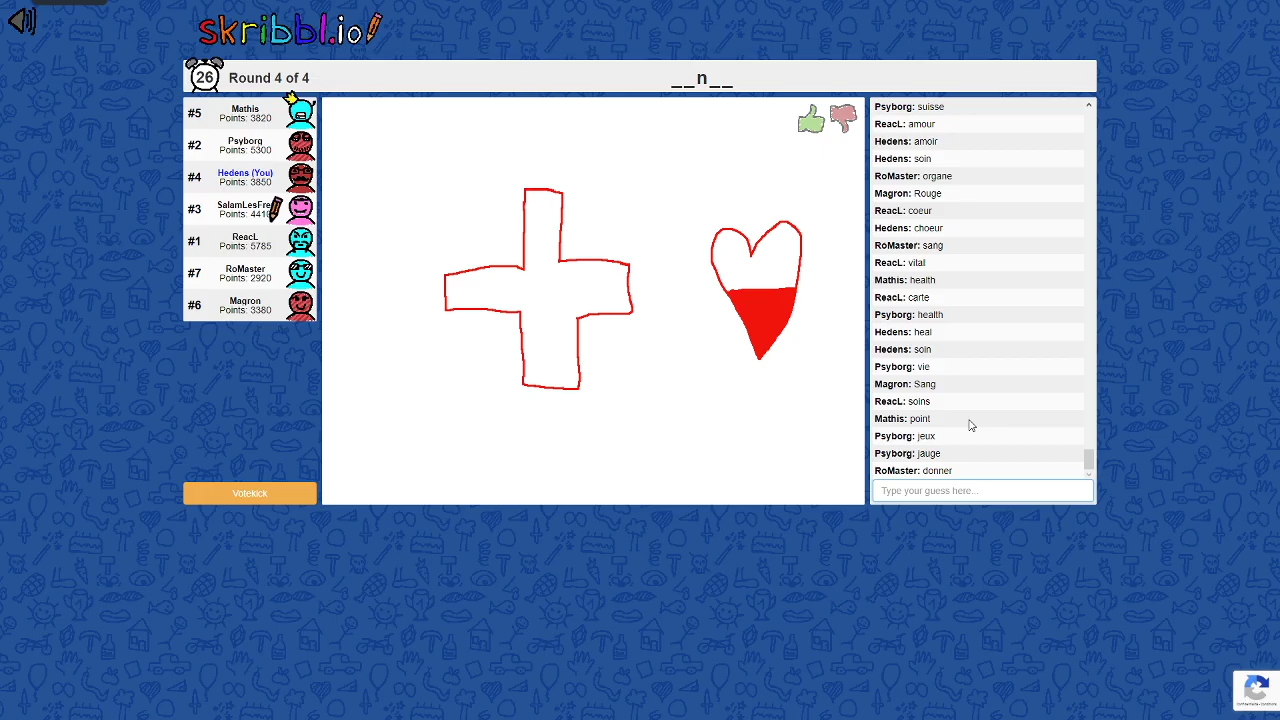 skribbl.io
26
Round 4 of 4
__n__
#5
Mathis
Points: 3820
#2
Psyborg
Points: 5300
#4
Hedens (You)
Points: 3850
#3
SalamLesFre
Points: 441
#1
ReacL
Points: 5785
#7
RoMaster
Points: 2920
#6
Magron
Points: 3380
Votekick
Psyborg: suisse
ReacL: amour
Hedens: amoir
Hedens: soin
RoMaster: organe
Magron: Rouge
ReacL: coeur
Hedens: choeur
RoMaster: sang
ReacL: vital
Mathis: health
ReacL: carte
Psyborg: health
Hedens: heal
Hedens: soin
Psyborg: vie
Magron: Sang
ReacL: soins
Mathis: point
Psyborg: jeux
Psyborg: jauge
RoMaster: donner
Type your guess here...